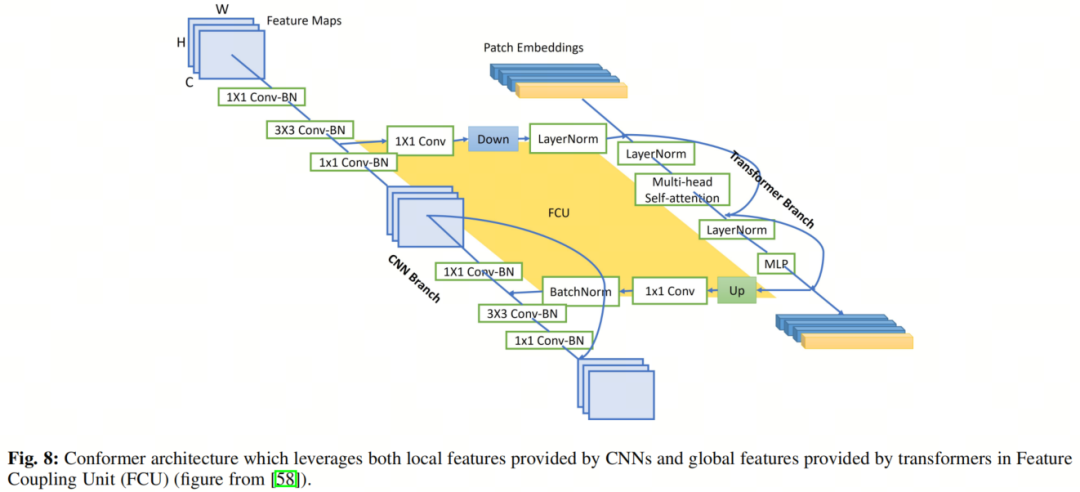 W
Feature Maps
H
C
Patch Embeddings
1X1 Conv-BN
3X3 Conv-BN
1x1 Conv-BN
1X1 Conv
Down
LayerNorm
LayerNorm
Multi-head
Self-attention
LayerNorm
MLP
Transformer Branch
FCU
CNN Branch
1X1 Conv-BN
BatchNorm
1x1 Conv
Up
3X3 Conv-BN
1x1 Conv-BN
Fig. 8: Conformer architecture which leverages both local features provided by CNNs and global features provided by transformers in Feature
Coupling Unit (FCU) (figure from [58]).